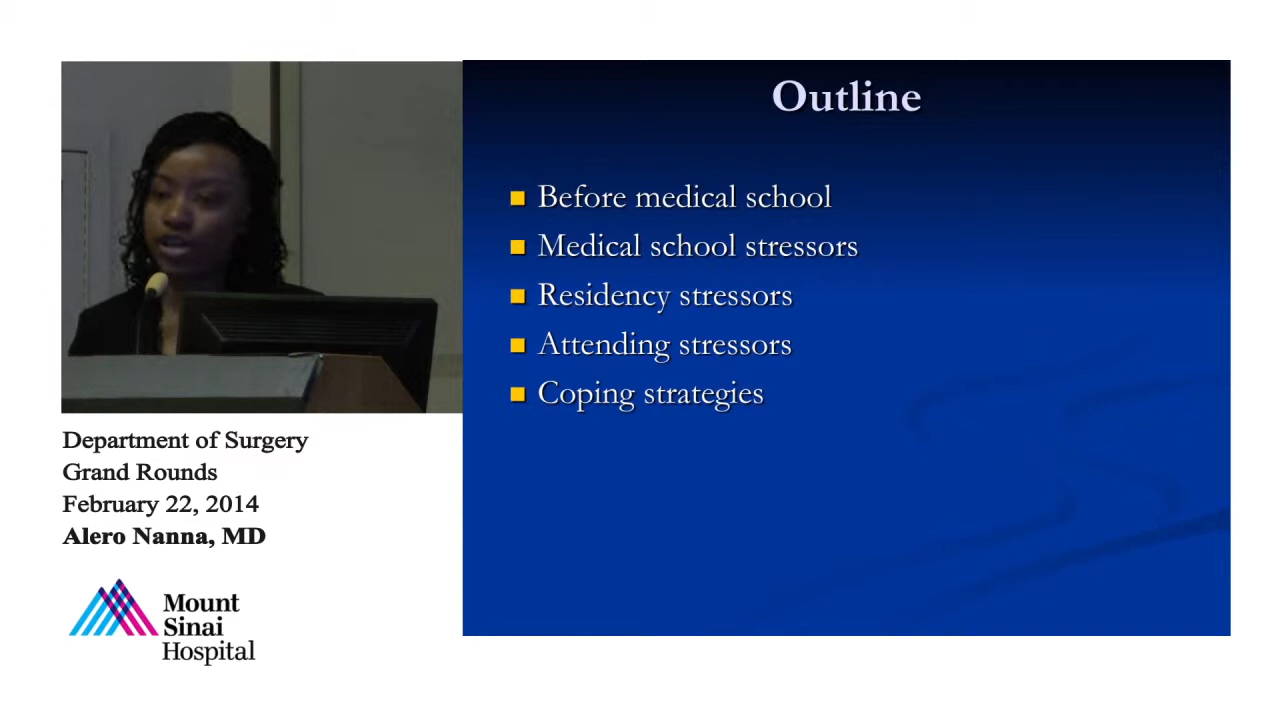 Outline
Before medical school
Medical school stressors
Residency stressors
Attending stressors
Coping strategies
Department of Surgery
Grand Rounds
February 22, 2014
Alero Nanna, MD
Mount
Sinai
Hospital